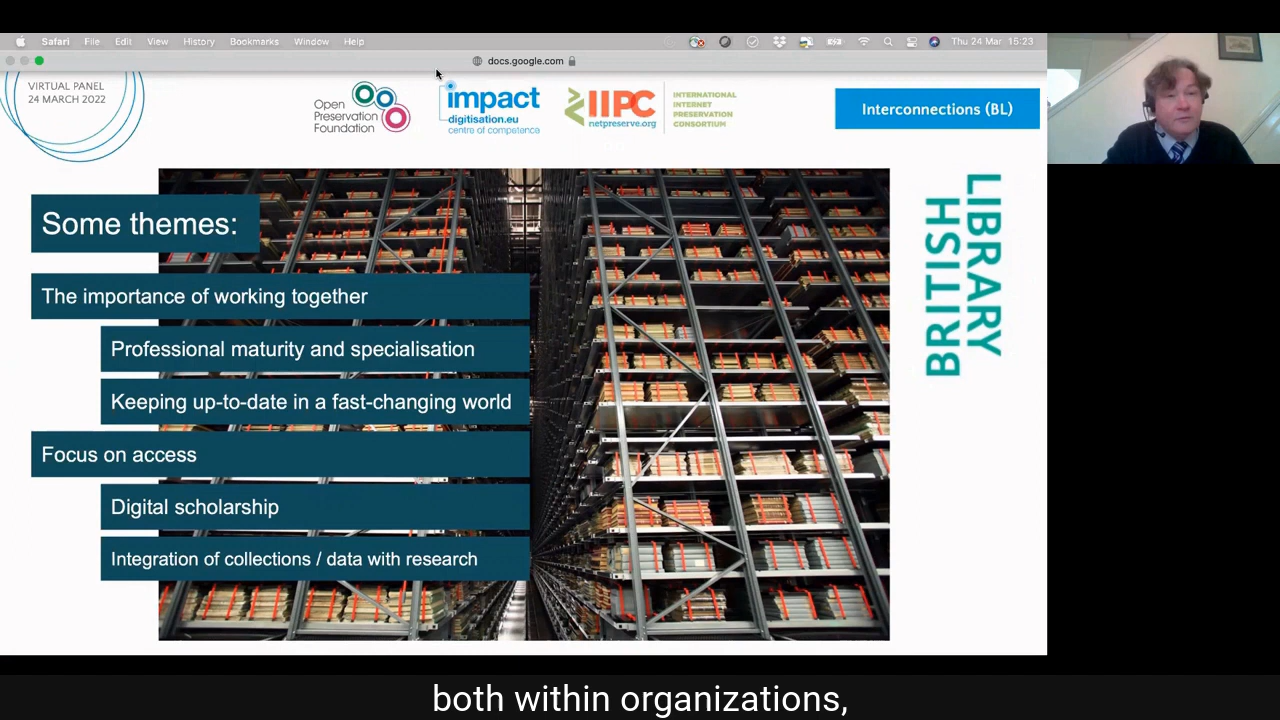 Safari File Edit View History Bookmarks Window Help Thu 24 Mar 15:23
docs.google.com
VIRTUAL PANEL
24 MARCH 2022
Open
Preservation
Foundation
impact
digitisation.eu
centre of competence
IIPC
netpreserve.org
INTERNATIONAL
INTERNET
PRESERVATION
CONSORTIUM
Interconnections (BL)
LIBRARY
BRITISH
Some themes:
The importance of working together
Professional maturity and specialisation
Keeping up-to-date in a fast-changing world
Focus on access
Digital scholarship
Integration of collections / data with research
both within organizations,